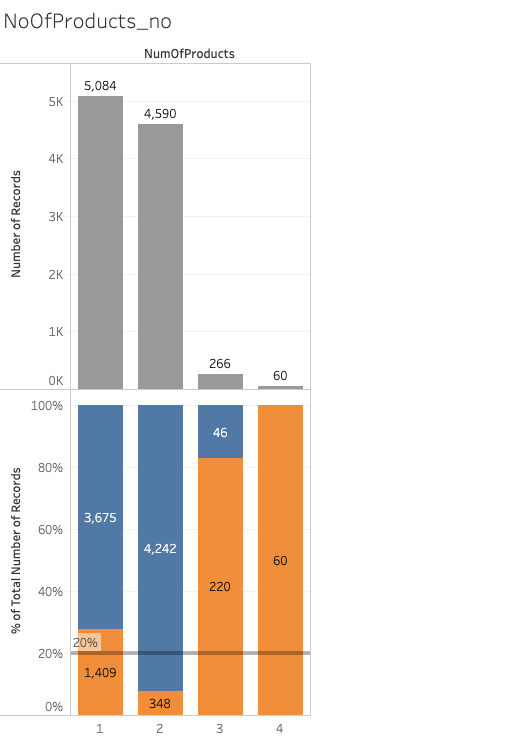 NoOfProducts_no
NumOfProducts
Number of Records
5K
4K
3K
2K
1K
0K
5,084
4,590
266
60
% of Total Number of Records
100%
80%
60%
40%
20%
0%
3,675
4,242
46
220
60
20%
1,409
348
1 2 3 4